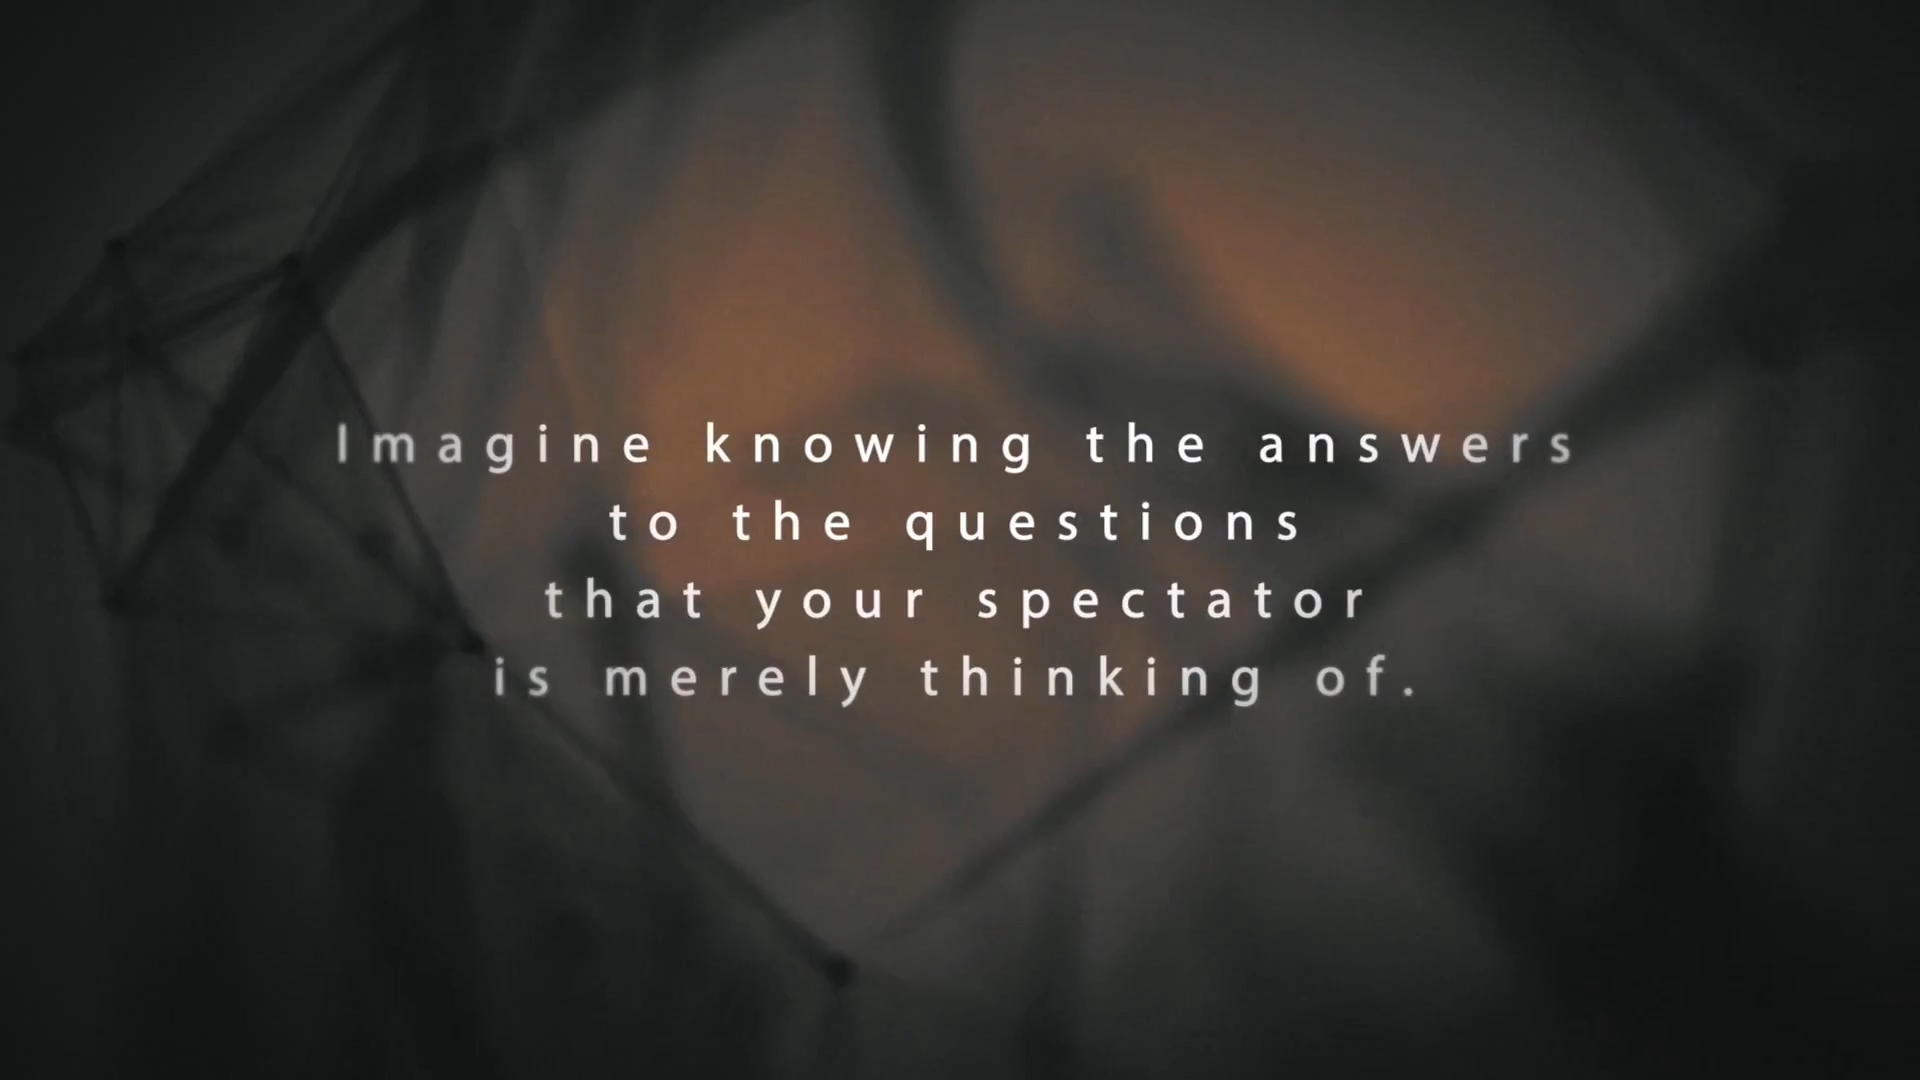 Imagine knowing the answers
to the questions
that your spectator
is merely thinking of.